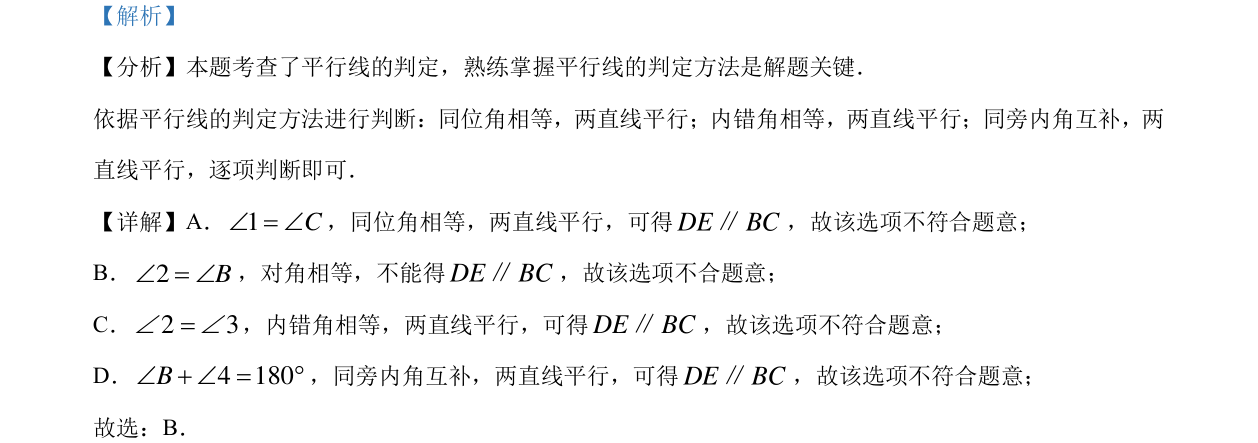 【解析】
【分析】本题考查了平行线的判定，熟练掌握平行线的判定方法是解题关键．
依据平行线的判定方法进行判断：同位角相等，两直线平行；内错角相等，两直线平行；同旁内角互补，两
直线平行，逐项判断即可．
【详解】A．∠1＝∠C，同位角相等，两直线平行，可得DE∥BC，故该选项不符合题意；
B．∠2＝∠B，对角相等，不能得DE∥BC，故该选项不合题意；
C．∠2＝∠3，内错角相等，两直线平行，可得DE∥BC，故该选项不符合题意；
D．∠B＋∠4＝180°，同旁内角互补，两直线平行，可得DE∥BC，故该选项不符合题意；
故选：B．